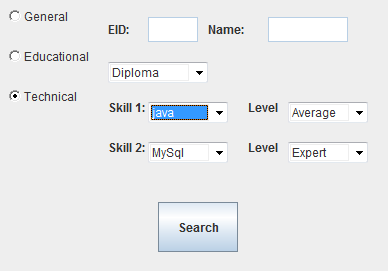 General
EID: Name:
Educational
Diploma
Technical
Skill 1: java Level Average
Skill 2: MySql Level Expert
Search